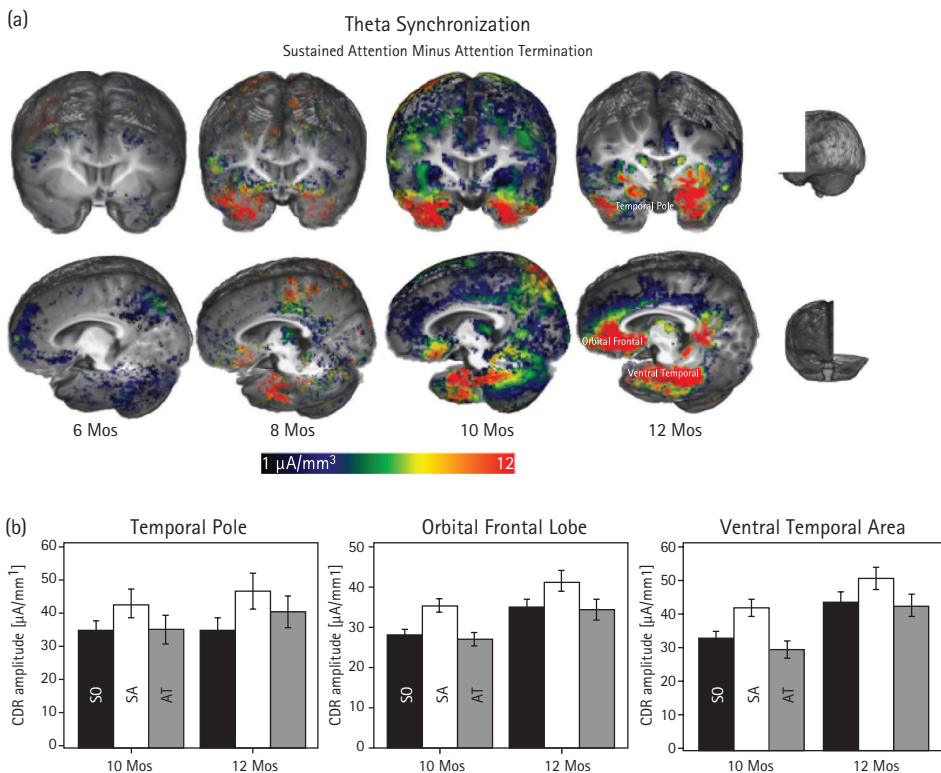 (a)
Theta Synchronization
Sustained Attention Minus Attention Termination
Temporal Pole
Orbital Frontal
Ventral Temporal
6 Mos
8 Mos
10 Mos
12 Mos
1 µA/mm³
12
(b)
Temporal Pole
CDR amplitude [µA/mm¹]
60
50
40
30
20
10
0
SO
SA
AT
10 Mos
12 Mos
Orbital Frontal Lobe
CDR amplitude [µA/mm¹]
50
40
30
20
10
0
SO
SA
AT
10 Mos
12 Mos
Ventral Temporal Area
CDR amplitude [µA/mm¹]
60
50
40
30
20
10
0
SO
SA
AT
10 Mos
12 Mos